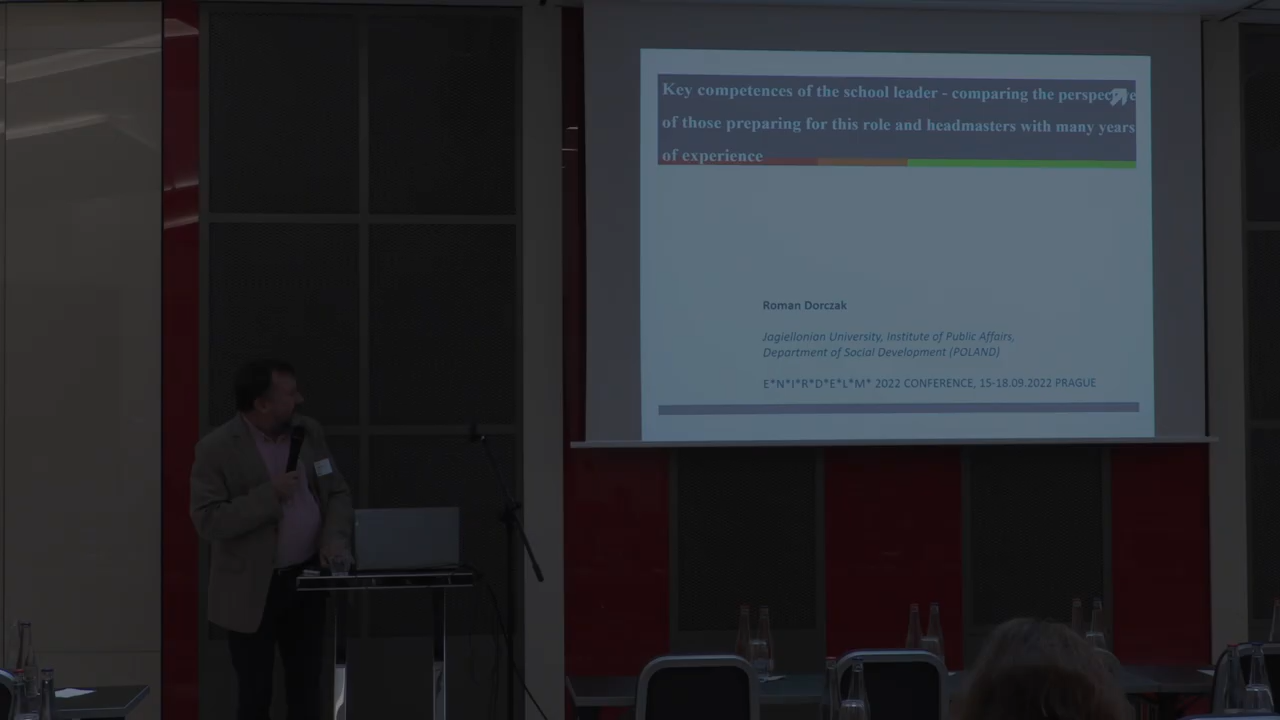 Key competences of the school leader - comparing the perspective
of those preparing for this role and headmasters with many years
of experience
Roman Dorczak
Jagiellonian University, Institute of Public Affairs,
Department of Social Development (POLAND)
E*N*I*R*D*E*L*M* 2022 CONFERENCE, 15-18.09.2022 PRAGUE